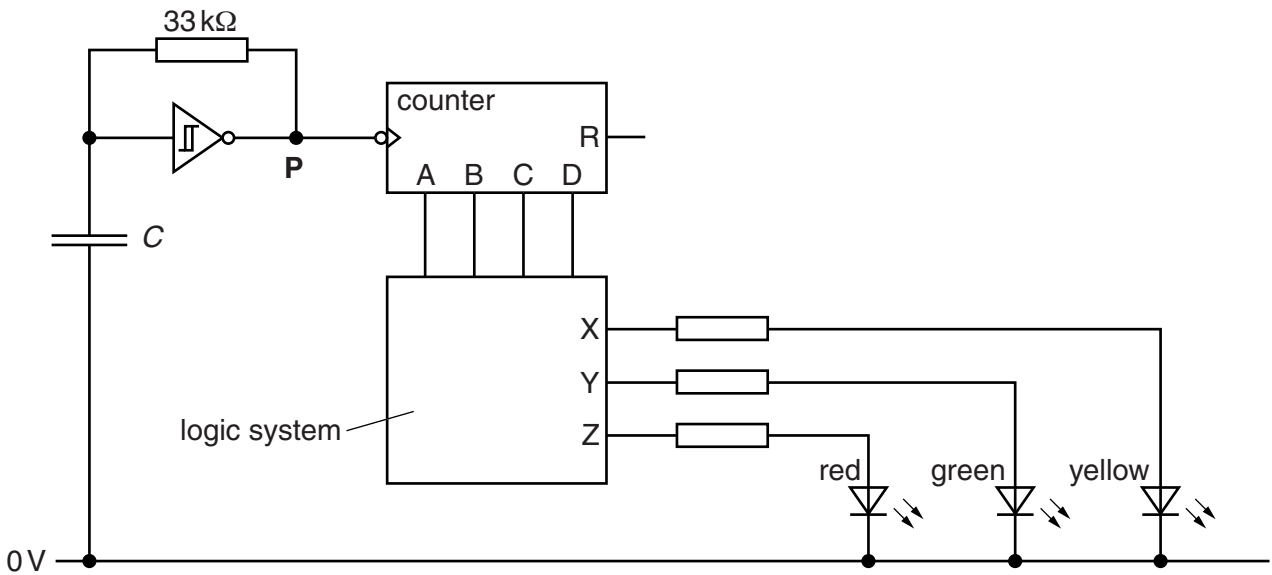 33 kΩ
counter
R
P
A B C D
C
X
Y
logic system
Z
red green yellow
0 V